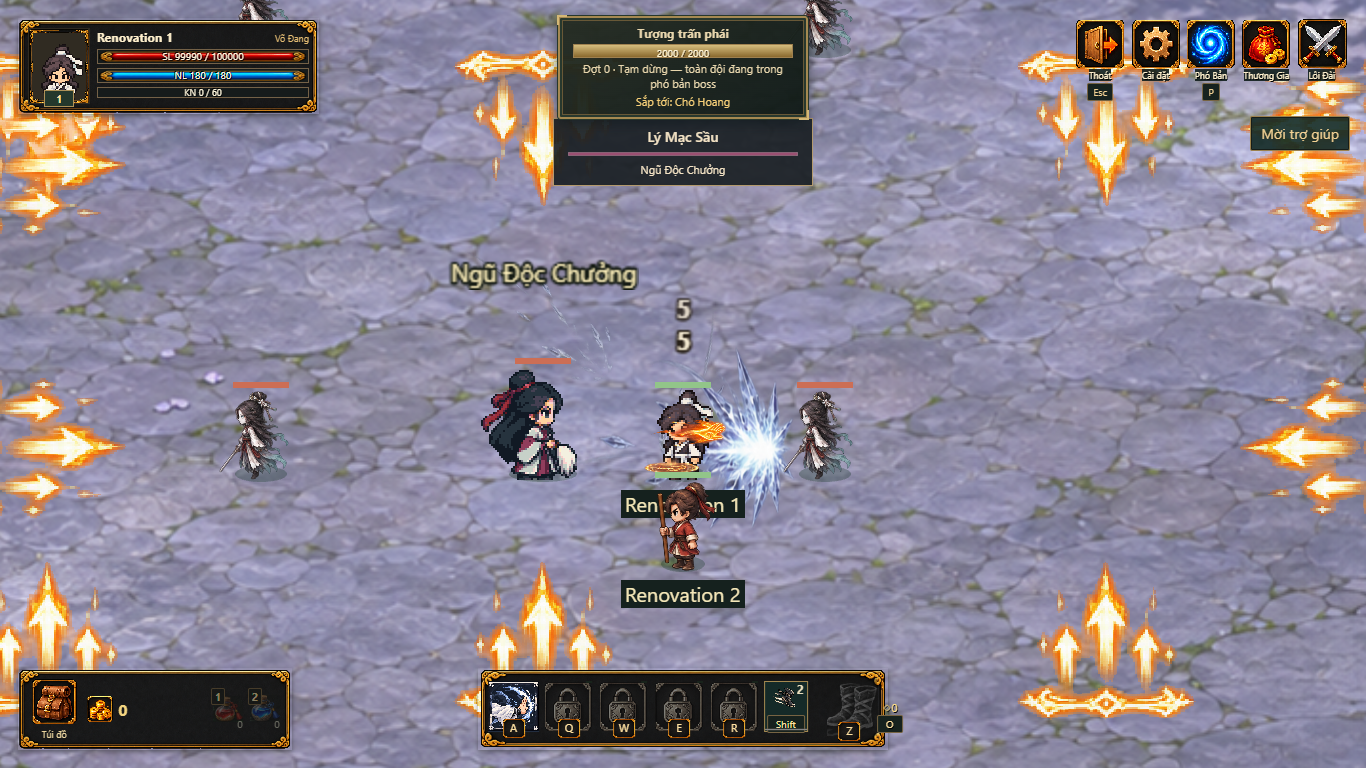 Renovation 1
Võ Đang
SL 99990 / 100000
NL 180 / 180
KN 0 / 60
1
Tượng trấn phái
2000 / 2000
Đợt 0 · Tạm dừng — toàn đội đang trong
phó bản boss
Sắp tới: Chó Hoang
Lý Mạc Sầu
Ngũ Độc Chưởng
Thoát
Cài đặt
Phó Bản
Thương Gia
Lôi Đài
Esc
P
Mời trợ giúp
Ngũ Độc Chưởng
5
5
Renovation 2
0
Túi đồ
1
0
2
0
A
Q
W
E
R
2
Shift
Z
0
O